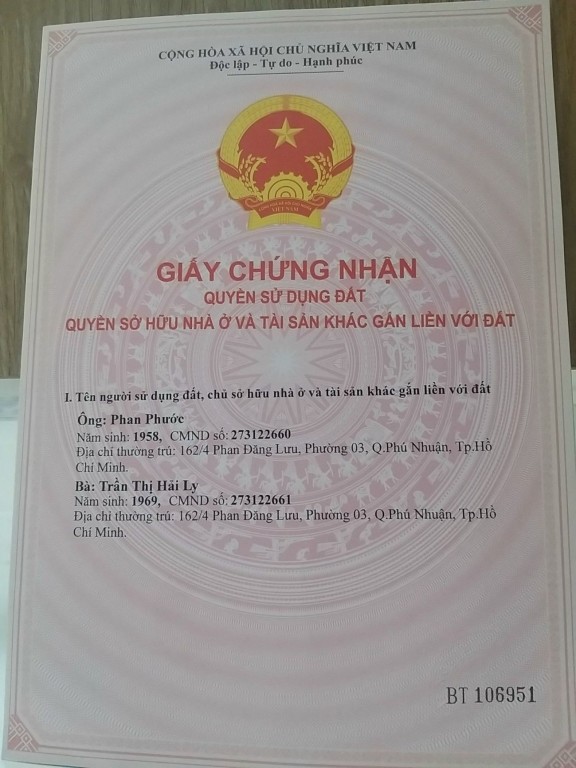 CỘNG HÒA XÃ HỘI CHỦ NGHĨA VIỆT NAM
Độc lập - Tự do - Hạnh phúc
VIỆT NAM
GIẤY CHỨNG NHẬN
QUYỀN SỬ DỤNG ĐẤT
QUYỀN SỞ HỮU NHÀ Ở VÀ TÀI SẢN KHÁC GẮN LIỀN VỚI ĐẤT
I. Tên người sử dụng đất, chủ sở hữu nhà ở và tài sản khác gắn liền với đất
Ông: Phan Phước
Năm sinh: 1958, CMND số: 273122660
Địa chỉ thường trú: 162/4 Phan Đăng Lưu, Phường 03, Q.Phú Nhuận, Tp.Hồ
Chí Minh.
Bà: Trần Thị Hải Ly
Năm sinh: 1969, CMND số: 273122661
Địa chỉ thường trú: 162/4 Phan Đăng Lưu, Phường 03, Q.Phú Nhuận, Tp.Hồ
Chí Minh.
BT 106951